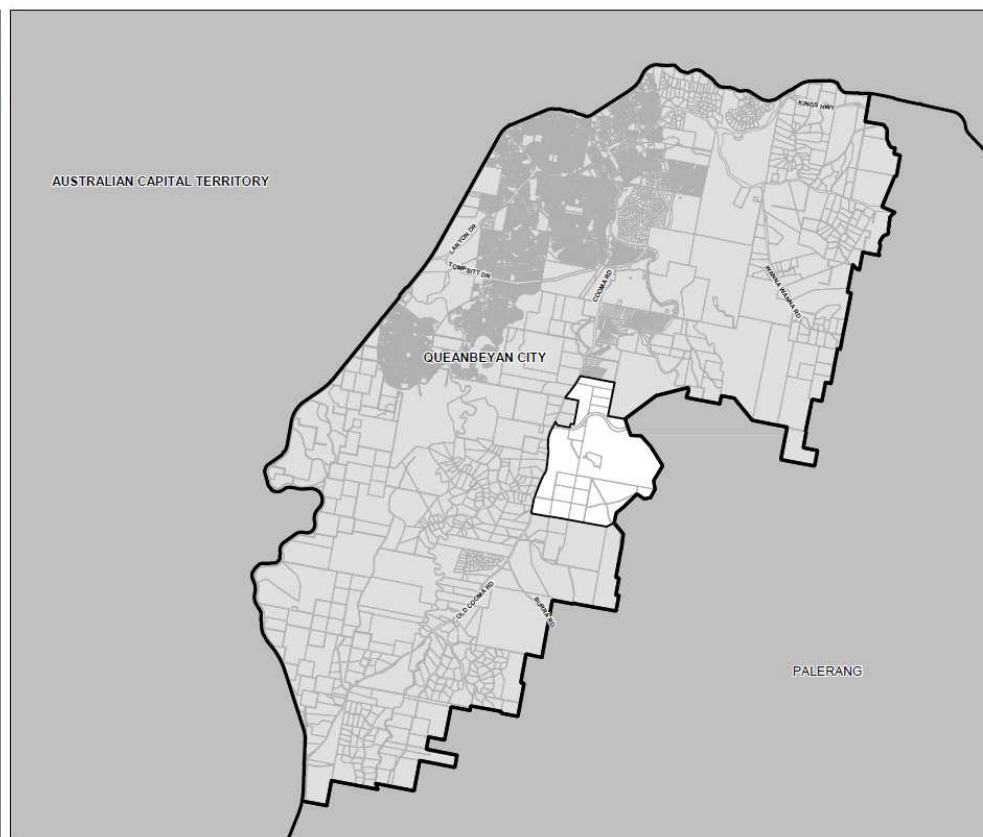 KINGS HWY
AUSTRALIAN CAPITAL TERRITORY
LANYON DR
TOMPSITT DR
COOMA RD
WANNA WANNA RD
QUEANBEYAN CITY
OLD COOMA RD
BURRA RD
PALERANG